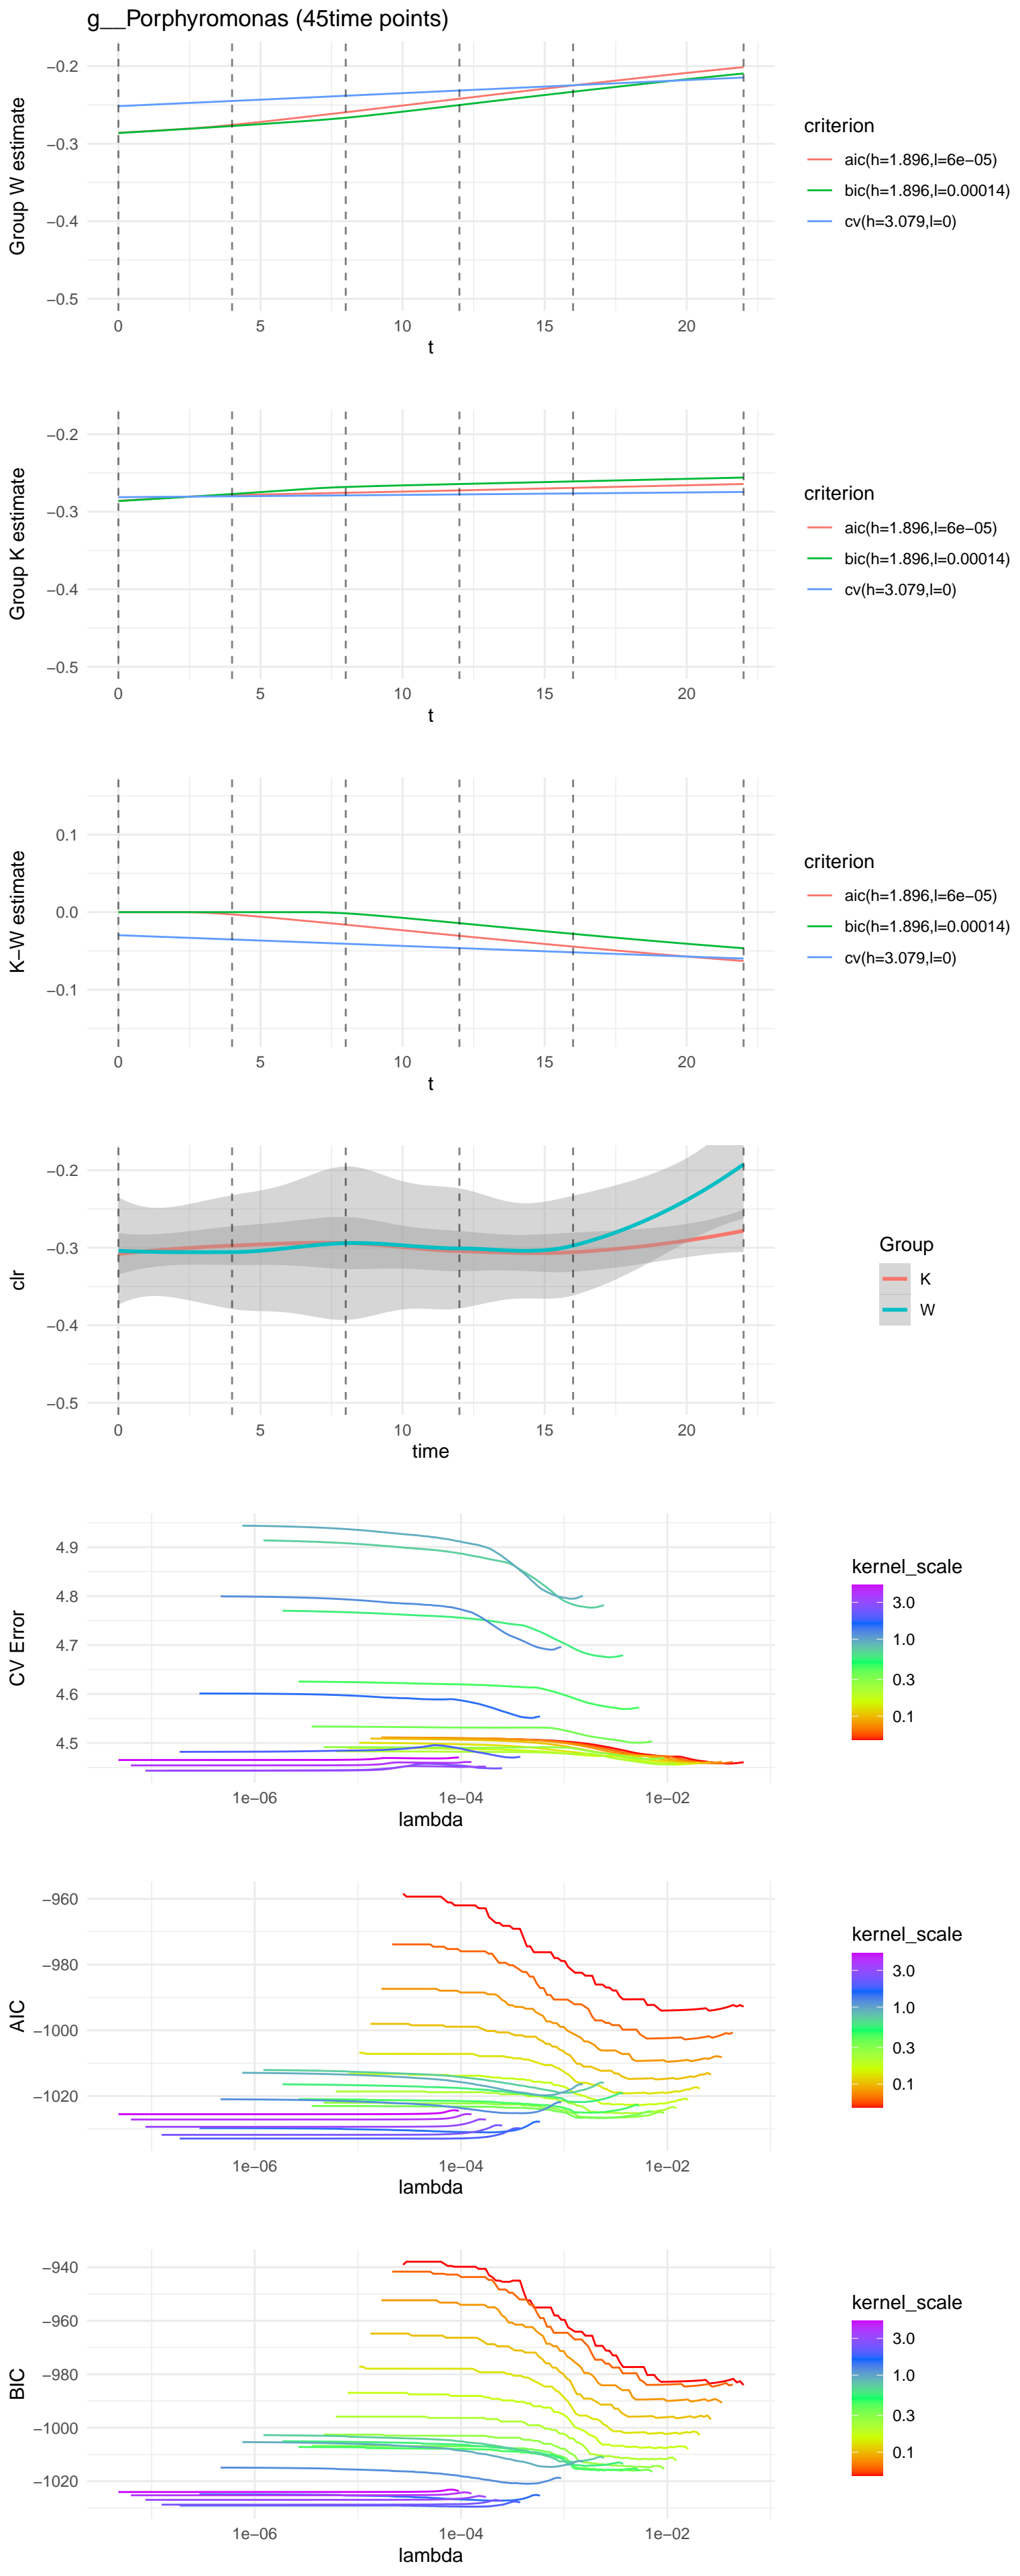 g__Porphyromonas (45time points)
Group W estimate
−0.2
−0.3
−0.4
−0.5
0 5 10 15 20
t
criterion
aic(h=1.896,l=6e−05)
bic(h=1.896,l=0.00014)
cv(h=3.079,l=0)
Group K estimate
−0.2
−0.3
−0.4
−0.5
0 5 10 15 20
t
criterion
aic(h=1.896,l=6e−05)
bic(h=1.896,l=0.00014)
cv(h=3.079,l=0)
K−W estimate
0.1
0.0
−0.1
0 5 10 15 20
t
criterion
aic(h=1.896,l=6e−05)
bic(h=1.896,l=0.00014)
cv(h=3.079,l=0)
clr
−0.2
−0.3
−0.4
−0.5
0 5 10 15 20
time
Group
K
W
CV Error
4.9
4.8
4.7
4.6
4.5
1e−06 1e−04 1e−02
lambda
kernel_scale
3.0
1.0
0.3
0.1
AIC
−960
−980
−1000
−1020
1e−06 1e−04 1e−02
lambda
kernel_scale
3.0
1.0
0.3
0.1
BIC
−940
−960
−980
−1000
−1020
1e−06 1e−04 1e−02
lambda
kernel_scale
3.0
1.0
0.3
0.1